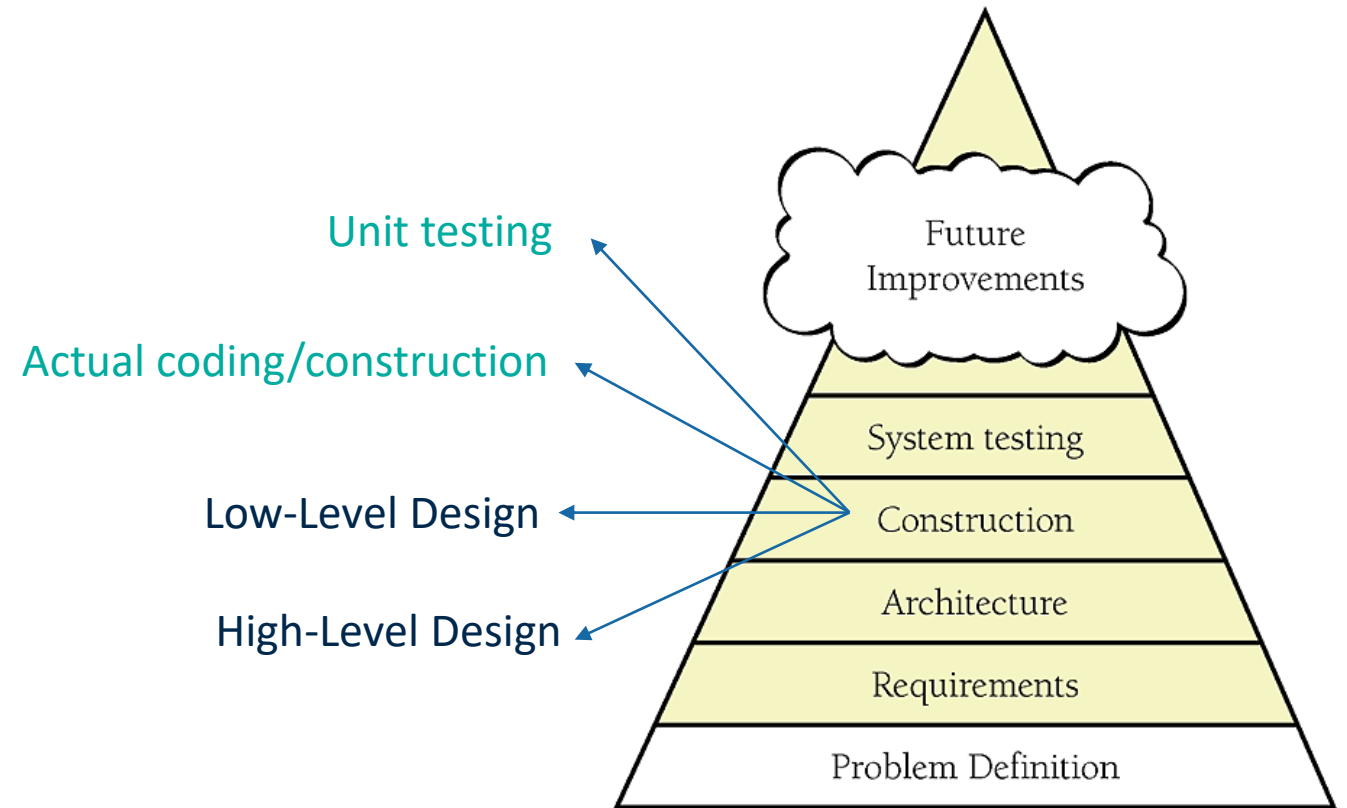 Unit testing
Actual coding/construction
Low-Level Design
High-Level Design
Future
Improvements
System testing
Construction
Architecture
Requirements
Problem Definition